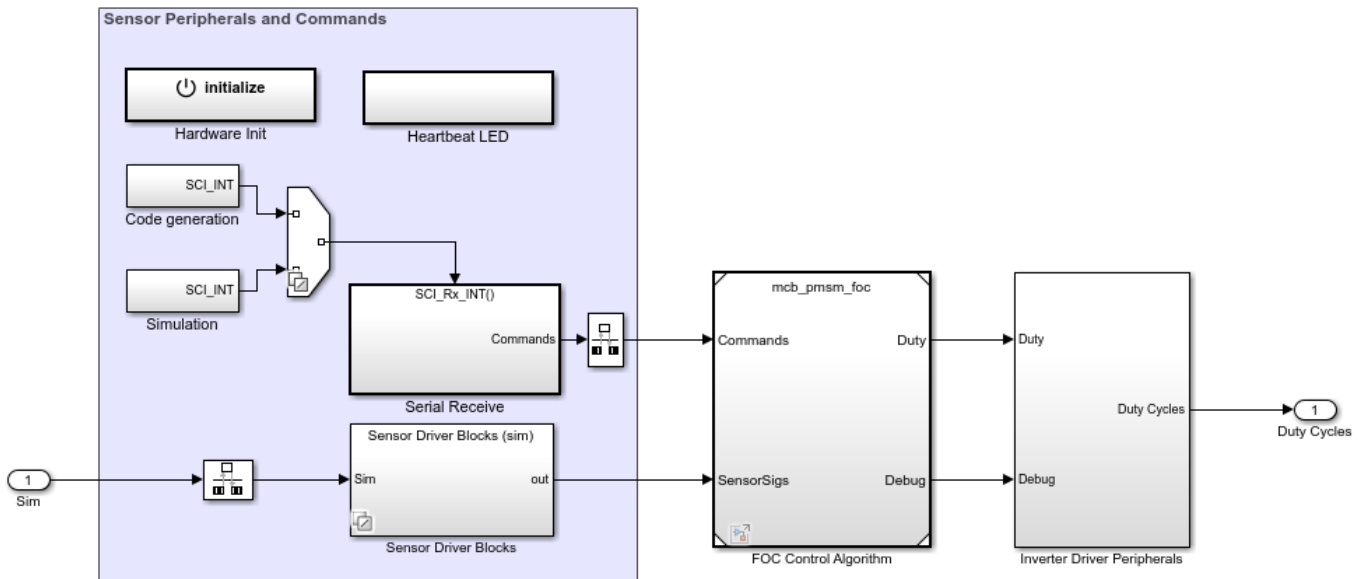 Sensor Peripherals and Commands
initialize
Hardware Init
Heartbeat LED
SCI_INT
Code generation
SCI_INT
Simulation
SCI_Rx_INT()
Commands
Serial Receive
mcb_pmsm_foc
Commands
Duty
SensorSigs
Debug
FOC Control Algorithm
Duty
Duty Cycles
Debug
Inverter Driver Peripherals
1
Duty Cycles
1
Sim
Sensor Driver Blocks (sim)
Sim
out
Sensor Driver Blocks